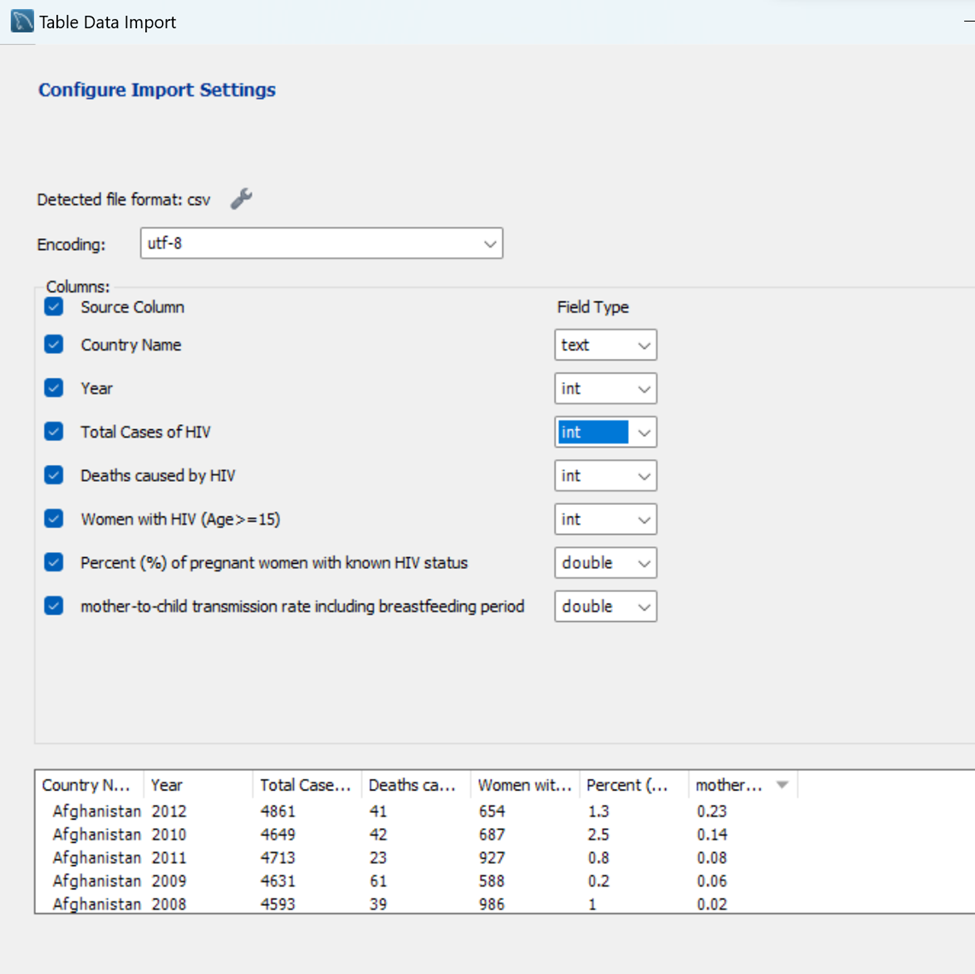 Table Data Import
Configure Import Settings
Detected file format: csv
Encoding: utf-8
Columns:
Source Column Field Type
Country Name text
Year int
Total Cases of HIV int
Deaths caused by HIV int
Women with HIV (Age>=15) int
Percent (%) of pregnant women with known HIV status double
mother-to-child transmission rate including breastfeeding period double
Country N... Year Total Case... Deaths ca... Women wit... Percent (... mother...
Afghanistan 2012 4861 41 654 1.3 0.23
Afghanistan 2010 4649 42 687 2.5 0.14
Afghanistan 2011 4713 23 927 0.8 0.08
Afghanistan 2009 4631 61 588 0.2 0.06
Afghanistan 2008 4593 39 986 1 0.02